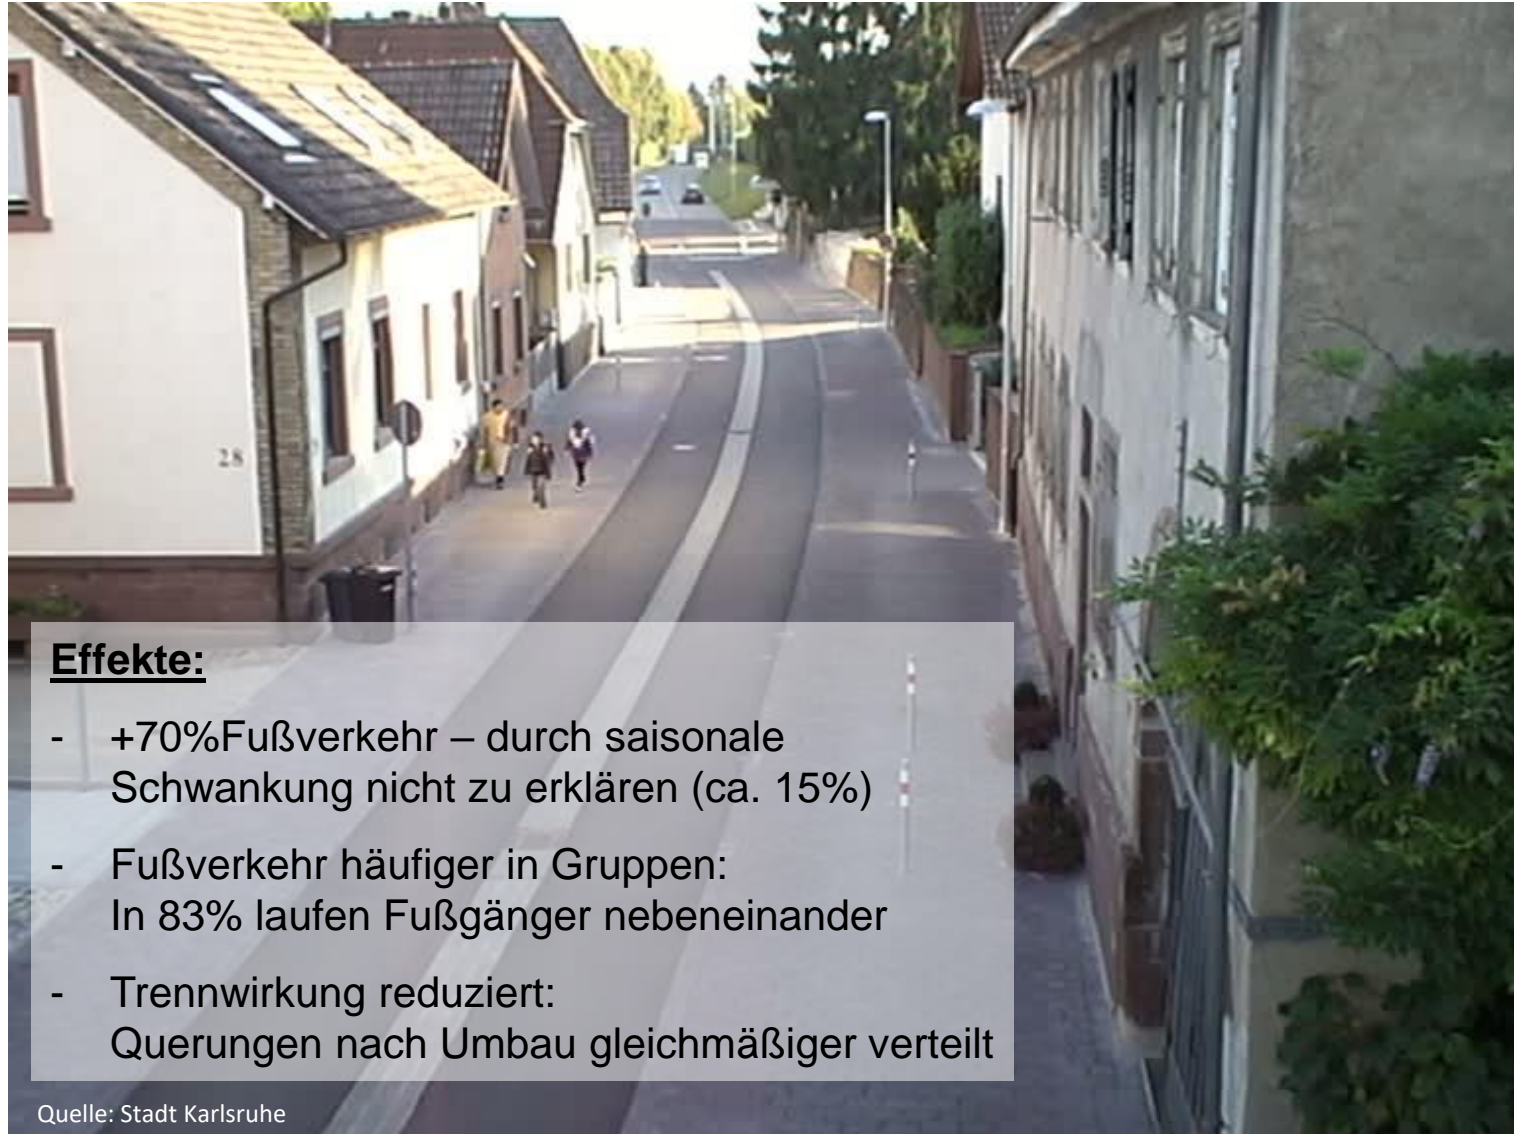 28
Effekte:
- +70%Fußverkehr – durch saisonale
Schwankung nicht zu erklären (ca. 15%)
- Fußverkehr häufiger in Gruppen:
In 83% laufen Fußgänger nebeneinander
- Trennwirkung reduziert:
Querungen nach Umbau gleichmäßiger verteilt
Quelle: Stadt Karlsruhe